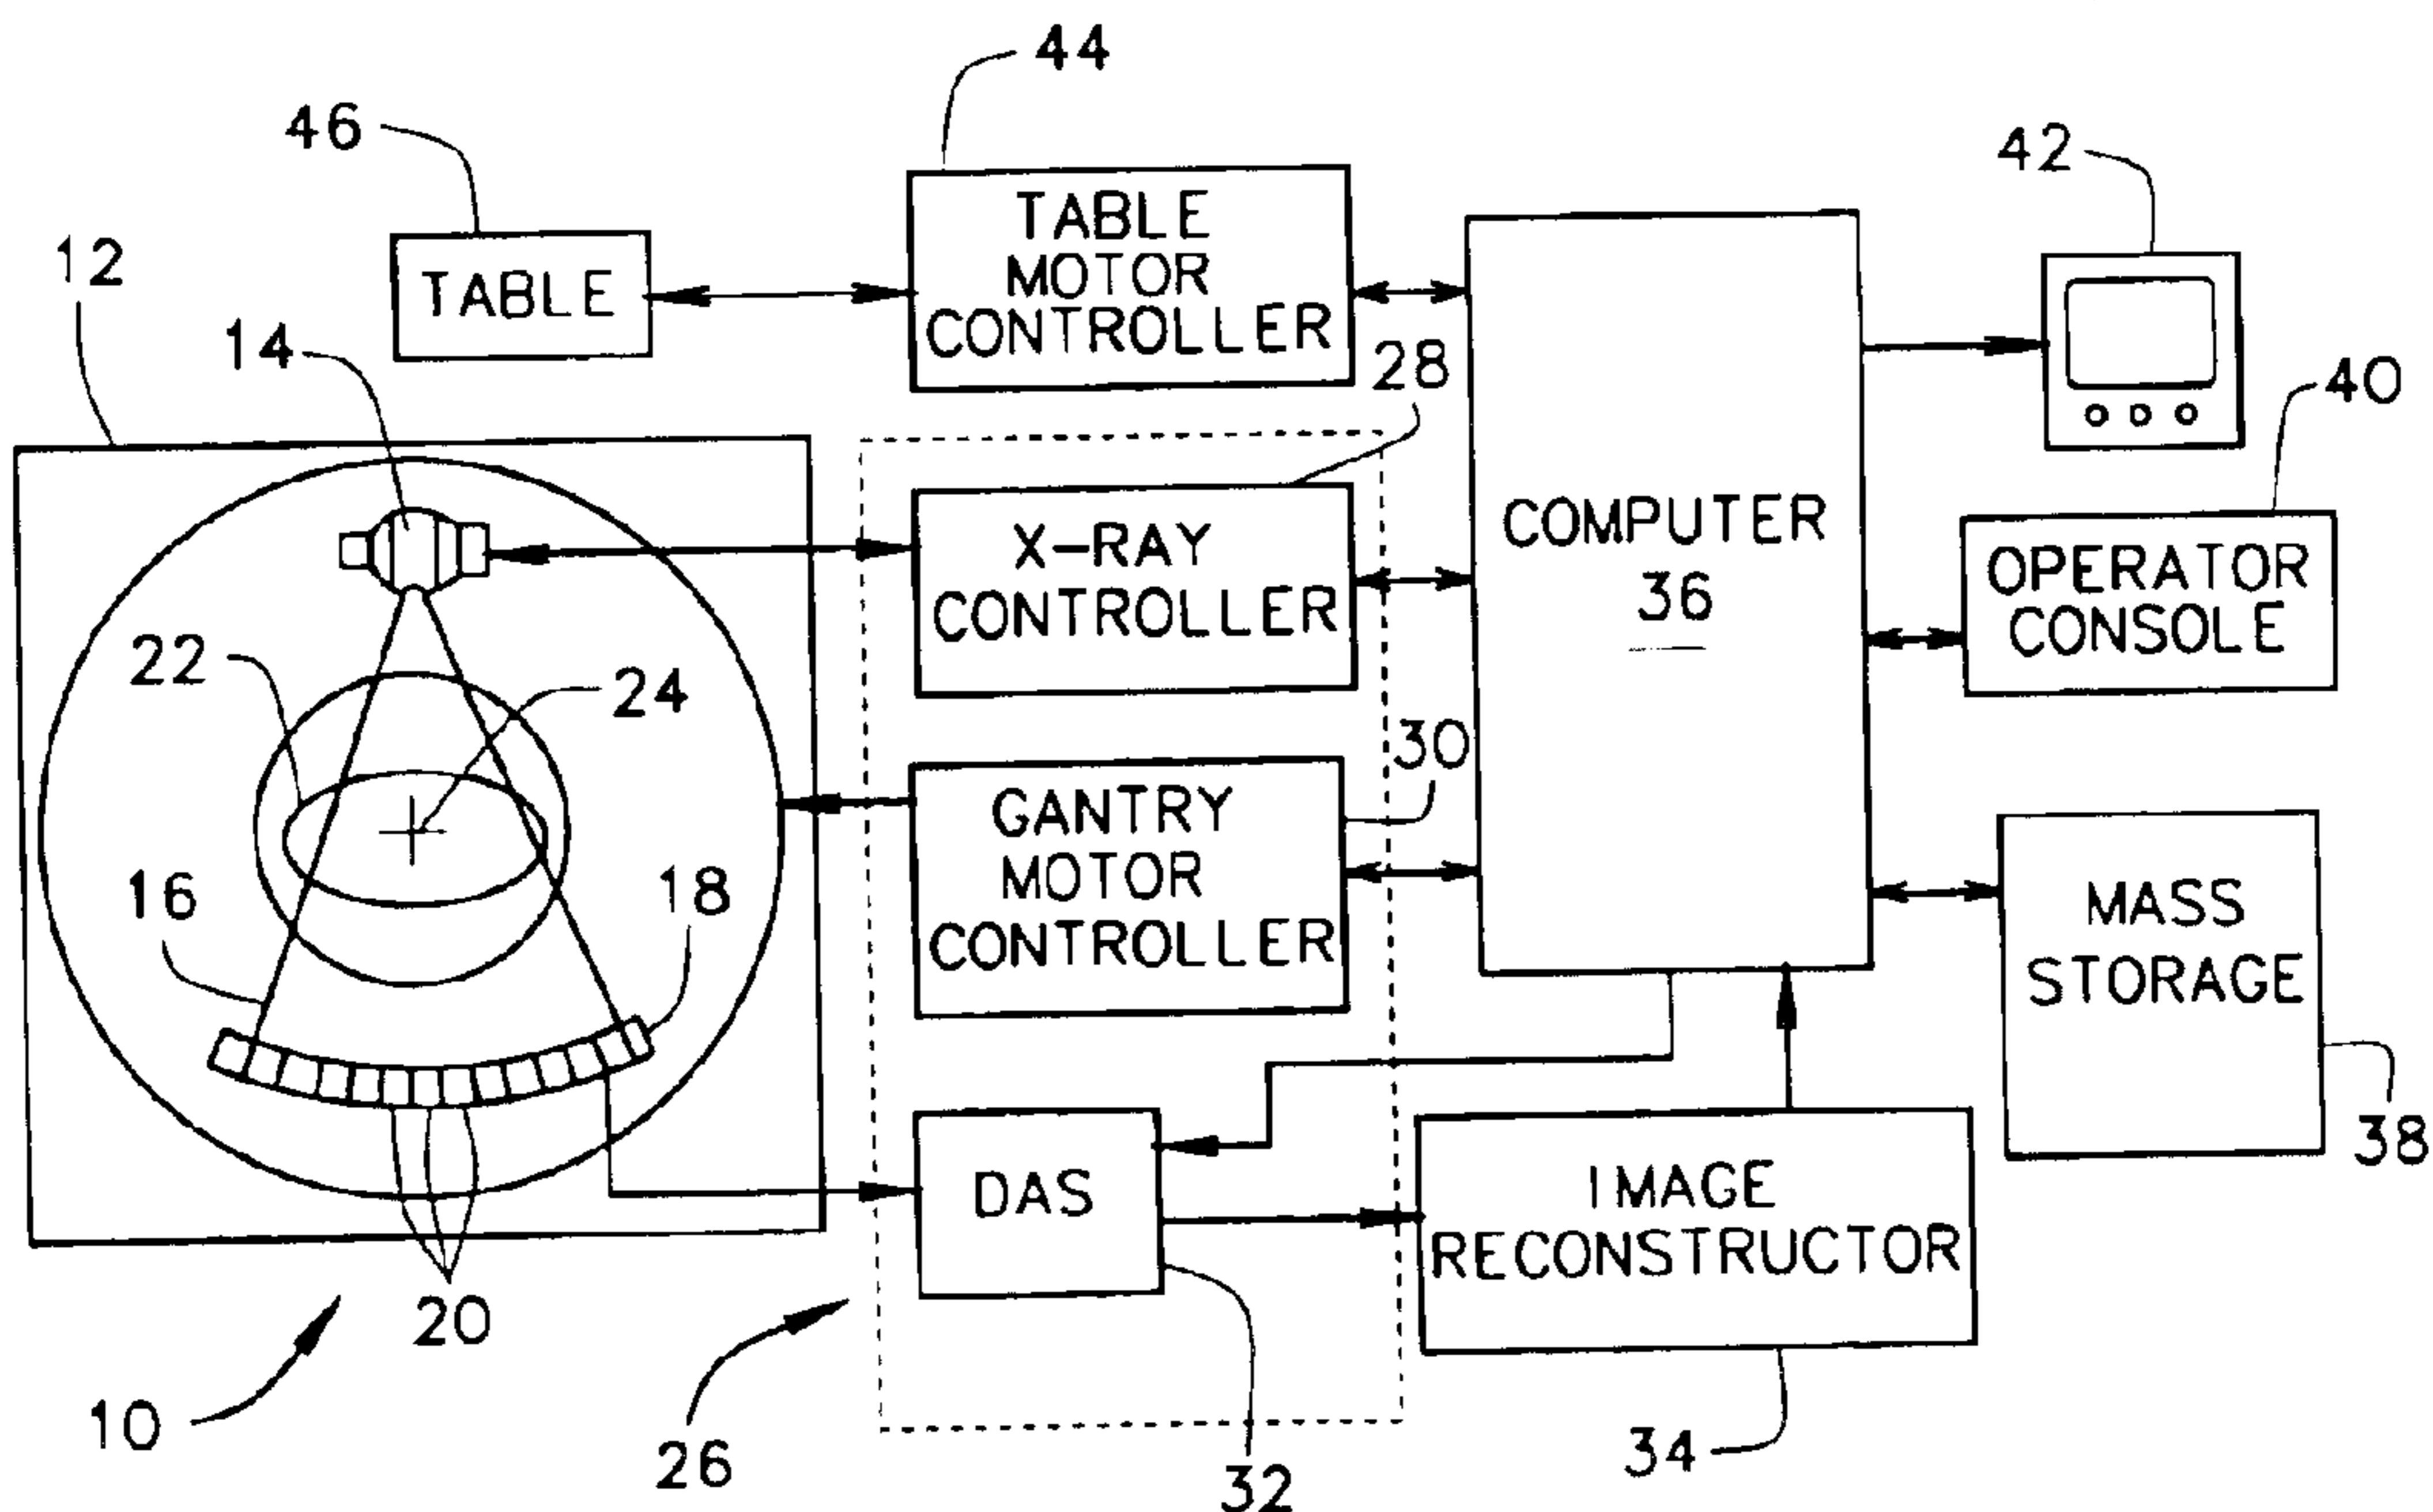 44
46
42
12
TABLE
MOTOR
CONTROLLER
TABLE
14
28
40
COMPUTER
36
X-RAY
CONTROLLER
OPERATOR
CONSOLE
22
24
30
GANTRY
MOTOR
CONTROLLER
16
18
MASS
STORAGE
38
DAS
IMAGE
RECONSTRUCTOR
20
10
26
32
34